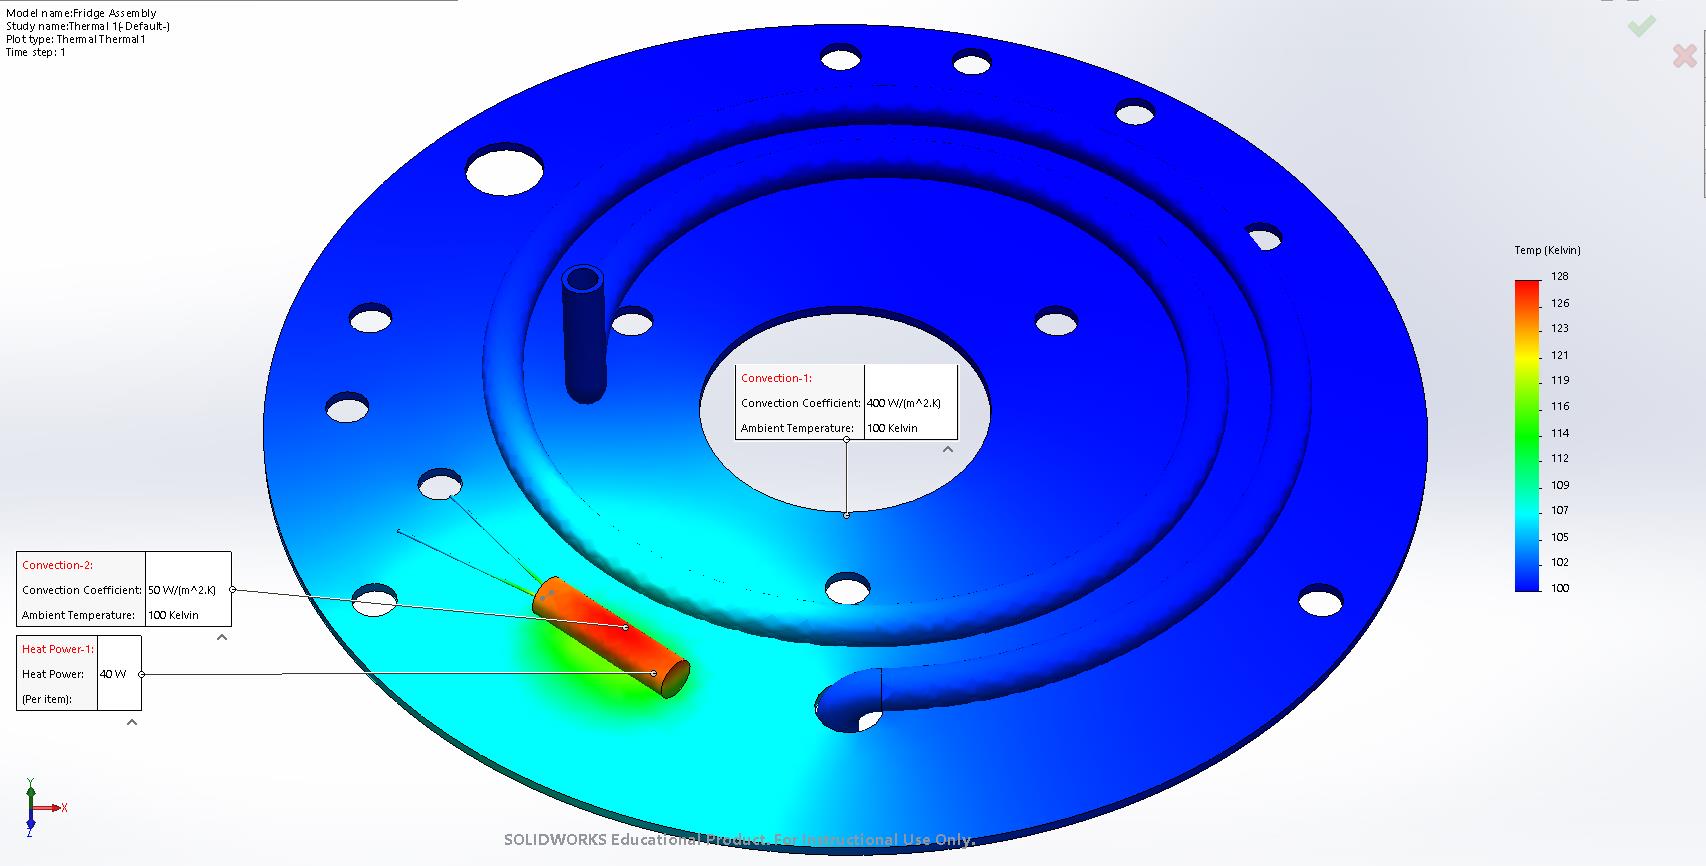 Model name:Fridge Assembly
Study name:Thermal 1(-Default-)
Plot type: Thermal Thermal1
Time step: 1
Temp (Kelvin)
128
126
123
121
119
116
114
112
109
107
105
102
100
Convection-1:
Convection Coefficient: 400 W/(m^2.K)
Ambient Temperature: 100 Kelvin
Convection-2:
Convection Coefficient: 50 W/(m^2.K)
Ambient Temperature: 100 Kelvin
Heat Power-1:
Heat Power: 40 W
(Per item):
Y
X
Z
SOLIDWORKS Educational Product. For Instructional Use Only.